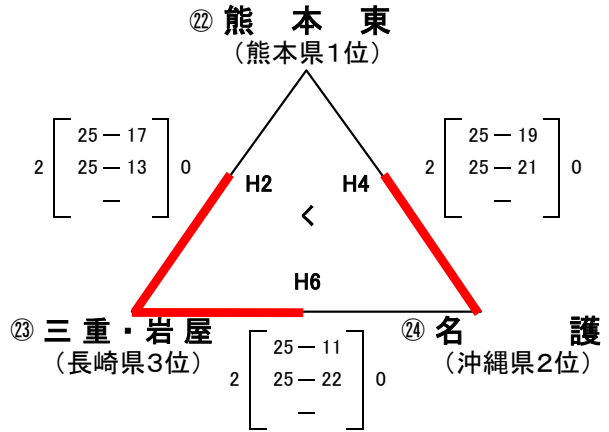 ㉒ 熊本東
(熊本県1位)
2 25 — 17 0
25 — 13
—
2 25 — 19 0
25 — 21
—
H2 H4
く
H6
㉓ 三重・岩屋
(長崎県3位)
㉔ 名護
(沖縄県2位)
2 25 — 11 0
25 — 22
—